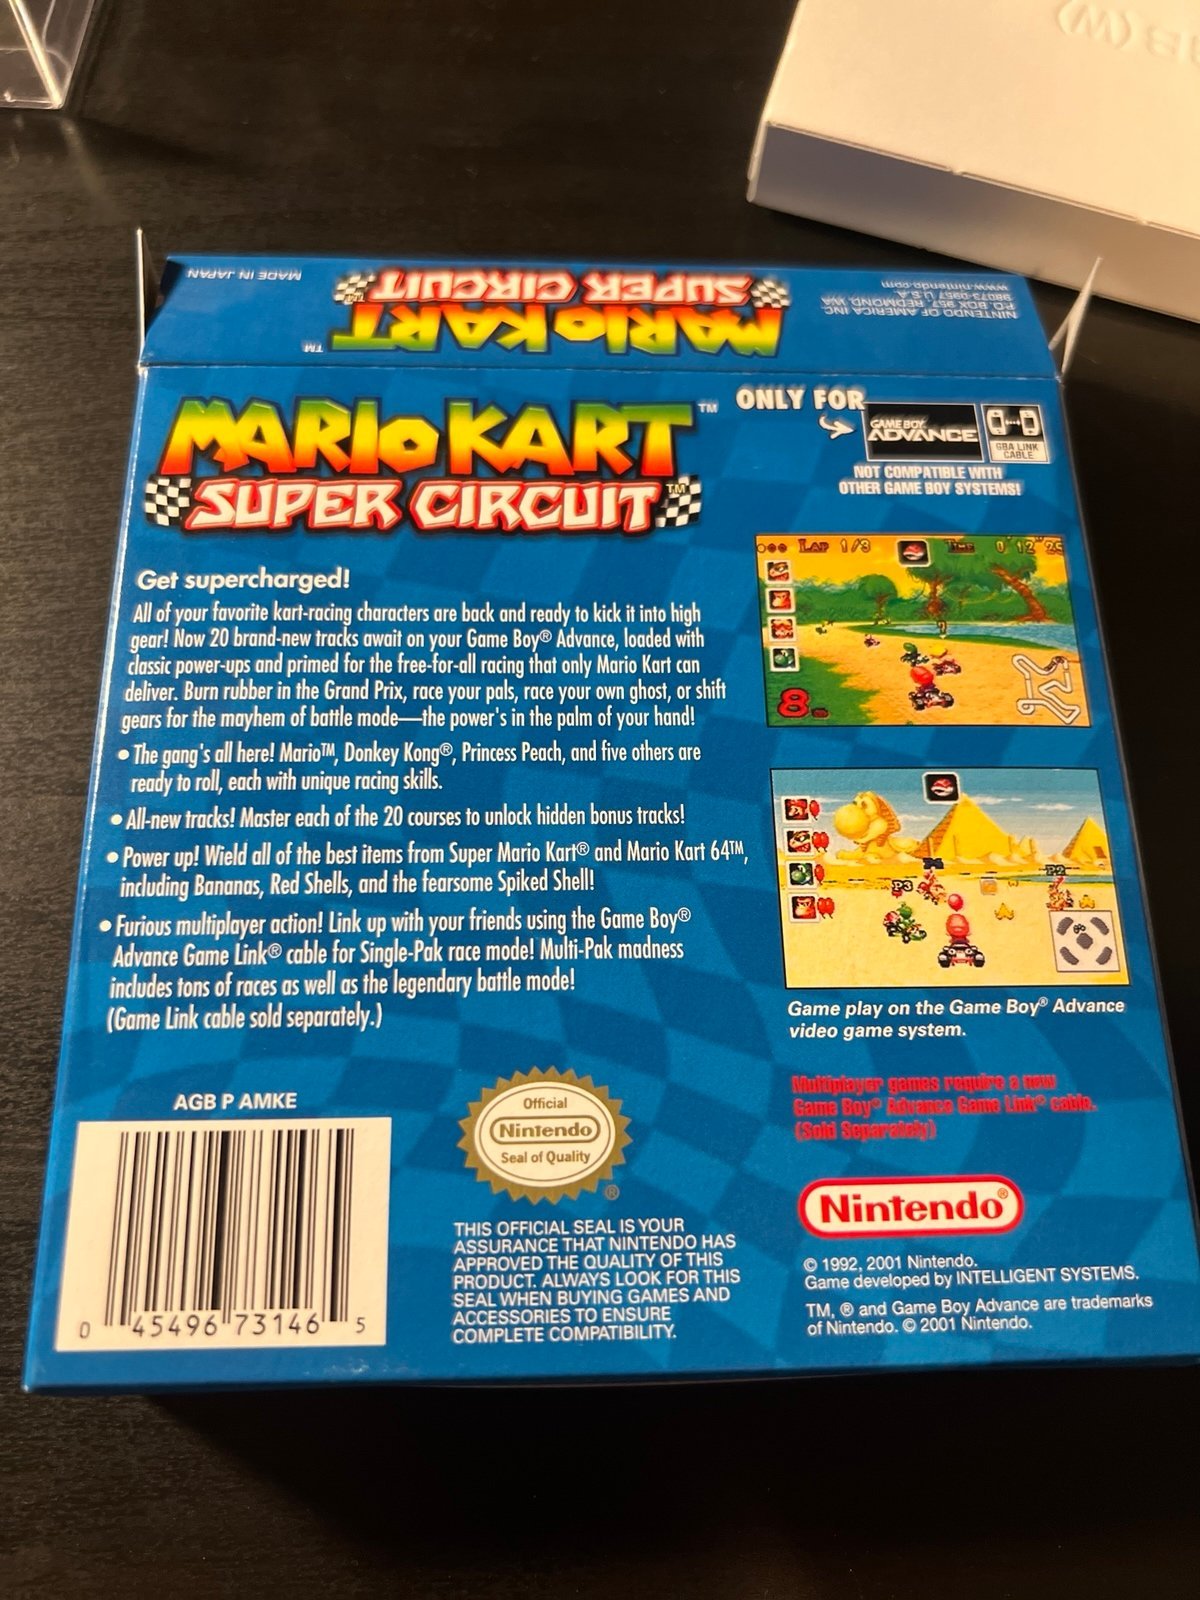 MADE IN JAPAN
MARIO KART™
SUPER CIRCUIT™
NINTENDO OF AMERICA INC.
P.O. BOX 957, REDMOND, WA
98073-0957 U.S.A.
www.nintendo.com
MARIO KART™
SUPER CIRCUIT™
ONLY FOR
GAME BOY
ADVANCE
GBA LINK
CABLE
NOT COMPATIBLE WITH
OTHER GAME BOY SYSTEMS!
Get supercharged!
All of your favorite kart-racing characters are back and ready to kick it into high
gear! Now 20 brand-new tracks await on your Game Boy® Advance, loaded with
classic power-ups and primed for the free-for-all racing that only Mario Kart can
deliver. Burn rubber in the Grand Prix, race your pals, race your own ghost, or shift
gears for the mayhem of battle mode—the power's in the palm of your hand!
• The gang's all here! Mario™, Donkey Kong®, Princess Peach, and five others are
ready to roll, each with unique racing skills.
• All-new tracks! Master each of the 20 courses to unlock hidden bonus tracks!
• Power up! Wield all of the best items from Super Mario Kart® and Mario Kart 64™,
including Bananas, Red Shells, and the fearsome Spiked Shell!
• Furious multiplayer action! Link up with your friends using the Game Boy®
Advance Game Link® cable for Single-Pak race mode! Multi-Pak madness
includes tons of races as well as the legendary battle mode!
(Game Link cable sold separately.)
LAP 1/3 TIME 0'12"25
8
P3
P2
Game play on the Game Boy® Advance
video game system.
Multiplayer games require a new
Game Boy® Advance Game Link® cable.
(Sold Separately)
AGB P AMKE
0 45496 73146 5
Official
Nintendo
Seal of Quality
®
THIS OFFICIAL SEAL IS YOUR
ASSURANCE THAT NINTENDO HAS
APPROVED THE QUALITY OF THIS
PRODUCT. ALWAYS LOOK FOR THIS
SEAL WHEN BUYING GAMES AND
ACCESSORIES TO ENSURE
COMPLETE COMPATIBILITY.
Nintendo®
© 1992, 2001 Nintendo.
Game developed by INTELLIGENT SYSTEMS.
TM, ® and Game Boy Advance are trademarks
of Nintendo. © 2001 Nintendo.